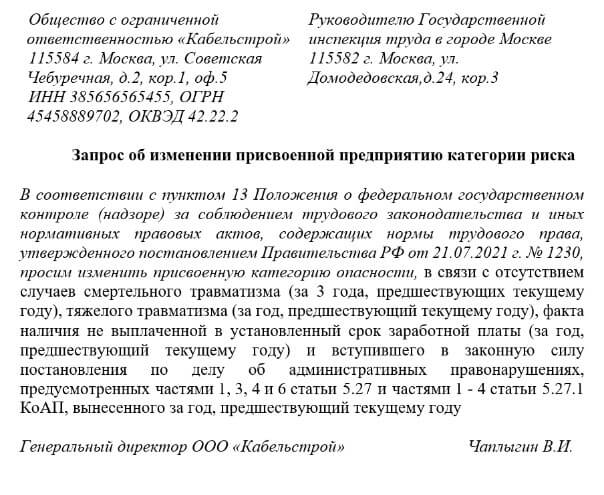 Общество с ограниченной
ответственностью «Кабельстрой»
115584 г. Москва, ул. Советская
Чебуречная, д.2, кор.1, оф.5
ИНН 385656565455, ОГРН
45458889702, ОКВЭД 42.22.2
Руководителю Государственной
инспекция труда в городе Москве
115582 г. Москва, ул.
Домодедовская,д.24, кор.3
Запрос об изменении присвоенной предприятию категории риска
В соответствии с пунктом 13 Положения о федеральном государственном
контроле (надзоре) за соблюдением трудового законодательства и иных
нормативных правовых актов, содержащих нормы трудового права,
утвержденного постановлением Правительства РФ от 21.07.2021 г. № 1230,
просим изменить присвоенную категорию опасности, в связи с отсутствием
случаев смертельного травматизма (за 3 года, предшествующих текущему
году), тяжелого травматизма (за год, предшествующий текущему году), факта
наличия не выплаченной в установленный срок заработной платы (за год,
предшествующий текущему году) и вступившего в законную силу
постановления по делу об административных правонарушениях,
предусмотренных частями 1, 3, 4 и 6 статьи 5.27 и частями 1 - 4 статьи 5.27.1
КоАП, вынесенного за год, предшествующий текущему году
Генеральный директор ООО «Кабельстрой» Чаплыгин В.И.